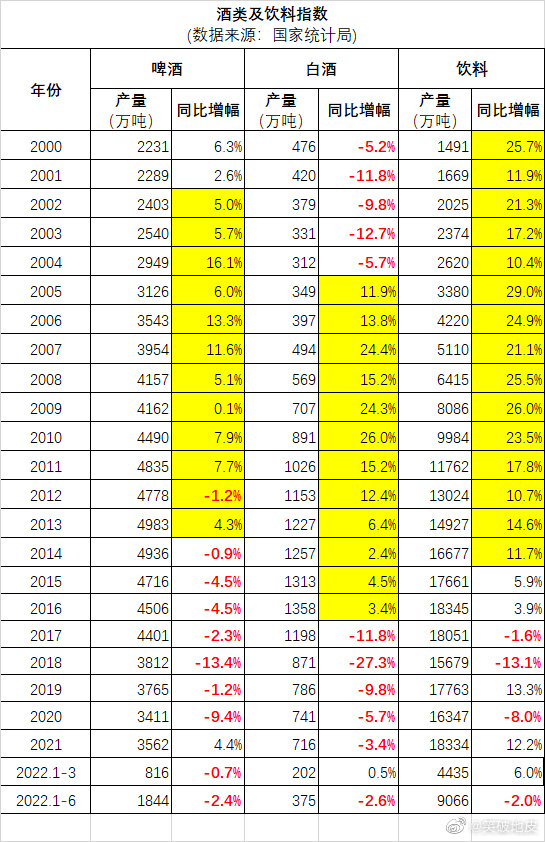 酒类及饮料指数
(数据来源：国家统计局)
年份 啤酒 白酒 饮料
产量(万吨) 同比增幅 产量(万吨) 同比增幅 产量(万吨) 同比增幅
2000 2231 6.3% 476 -5.2% 1491 25.7%
2001 2289 2.6% 420 -11.8% 1669 11.9%
2002 2403 5.0% 379 -9.8% 2025 21.3%
2003 2540 5.7% 331 -12.7% 2374 17.2%
2004 2949 16.1% 312 -5.7% 2620 10.4%
2005 3126 6.0% 349 11.9% 3380 29.0%
2006 3543 13.3% 397 13.8% 4220 24.9%
2007 3954 11.6% 494 24.4% 5110 21.1%
2008 4157 5.1% 569 15.2% 6415 25.5%
2009 4162 0.1% 707 24.3% 8086 26.0%
2010 4490 7.9% 891 26.0% 9984 23.5%
2011 4835 7.7% 1026 15.2% 11762 17.8%
2012 4778 -1.2% 1153 12.4% 13024 10.7%
2013 4983 4.3% 1227 6.4% 14927 14.6%
2014 4936 -0.9% 1257 2.4% 16677 11.7%
2015 4716 -4.5% 1313 4.5% 17661 5.9%
2016 4506 -4.5% 1358 3.4% 18345 3.9%
2017 4401 -2.3% 1198 -11.8% 18051 -1.6%
2018 3812 -13.4% 871 -27.3% 15679 -13.1%
2019 3765 -1.2% 786 -9.8% 17763 13.3%
2020 3411 -9.4% 741 -5.7% 16347 -8.0%
2021 3562 4.4% 716 -3.4% 18334 12.2%
2022.1-3 816 -0.7% 202 0.5% 4435 6.0%
2022.1-6 1844 -2.4% 375 -2.6% 9066 -2.0%